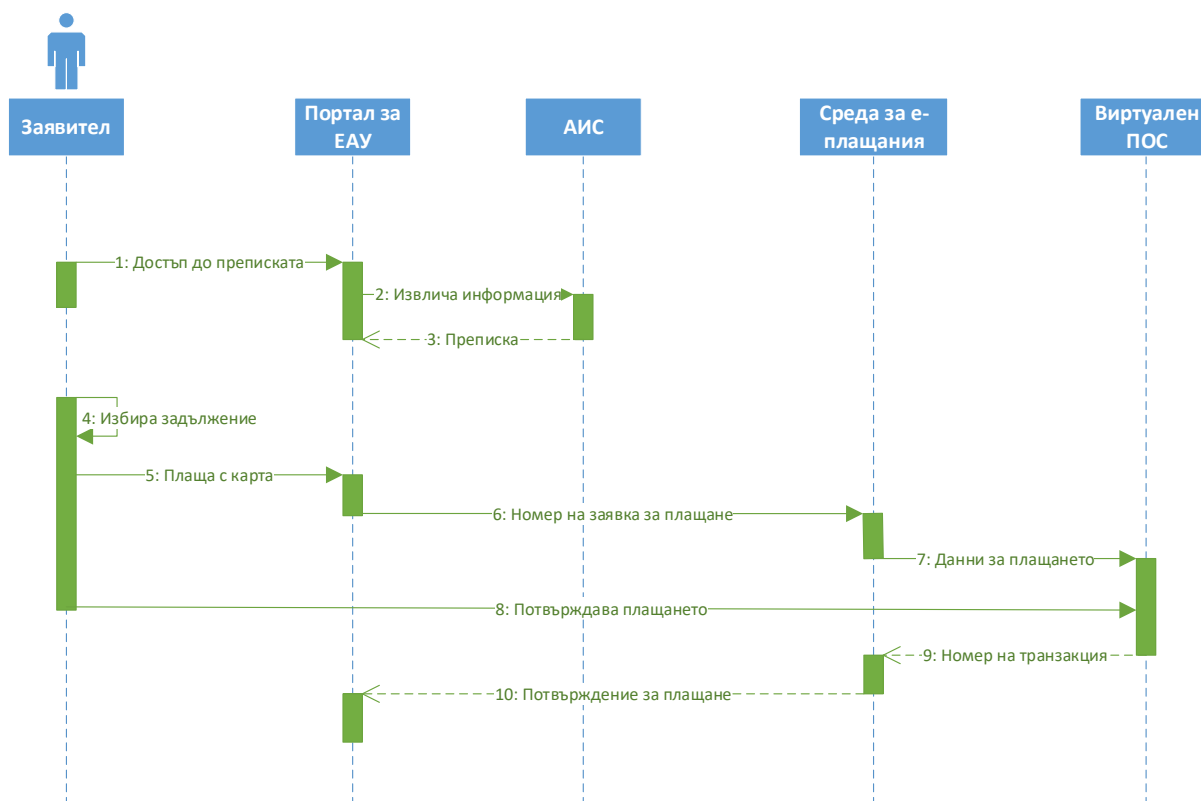 Заявител
Портал за
ЕАУ
АИС
Среда за е-
плащания
Виртуален
ПОС
1: Достъп до преписката
2: Извлича информация
3: Преписка
4: Избира задължение
5: Плаща с карта
6: Номер на заявка за плащане
7: Данни за плащането
8: Потвърждава плащането
9: Номер на транзакция
10: Потвърждение за плащане